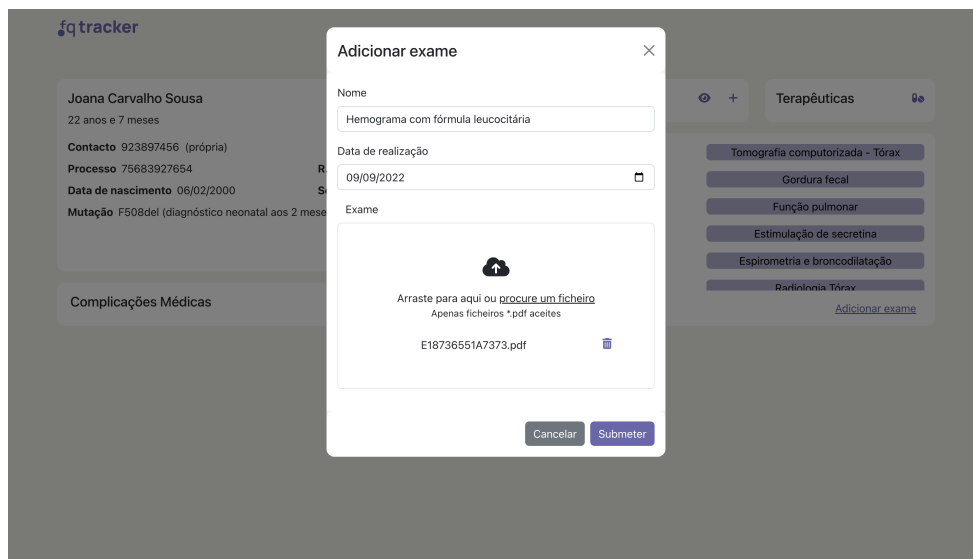 fq tracker
Adicionar exame
Joana Carvalho Sousa
22 anos e 7 meses
Contacto 923897456 (própria)
Processo 75683927654
R
Data de nascimento 06/02/2000
Mutação F508del (diagnóstico neonatal aos 2 mese
Complicações Médicas
Nome
Hemograma com fórmula leucocitária
Data de realização
09/09/2022
Exame
Arraste para aqui ou procure um ficheiro
Apenas ficheiros *.pdf aceites
E18736551A7373.pdf
Cancelar
Submeter
Terapêuticas
Tomografia computorizada - Tórax
Gordura fecal
Função pulmonar
Estimulação de secretina
Espirometria e broncodilatação
Radiologia Tórax
Adicionar exame